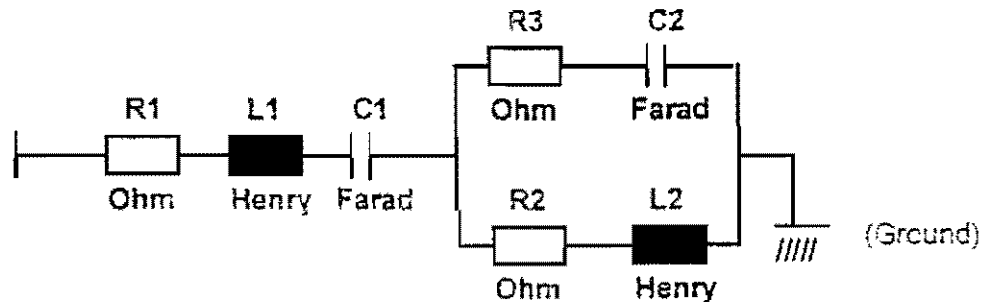 R3 C2
Ohm Farad
R1 L1 C1
Ohm Henry Farad
R2 L2
Ohm Henry
(Ground)